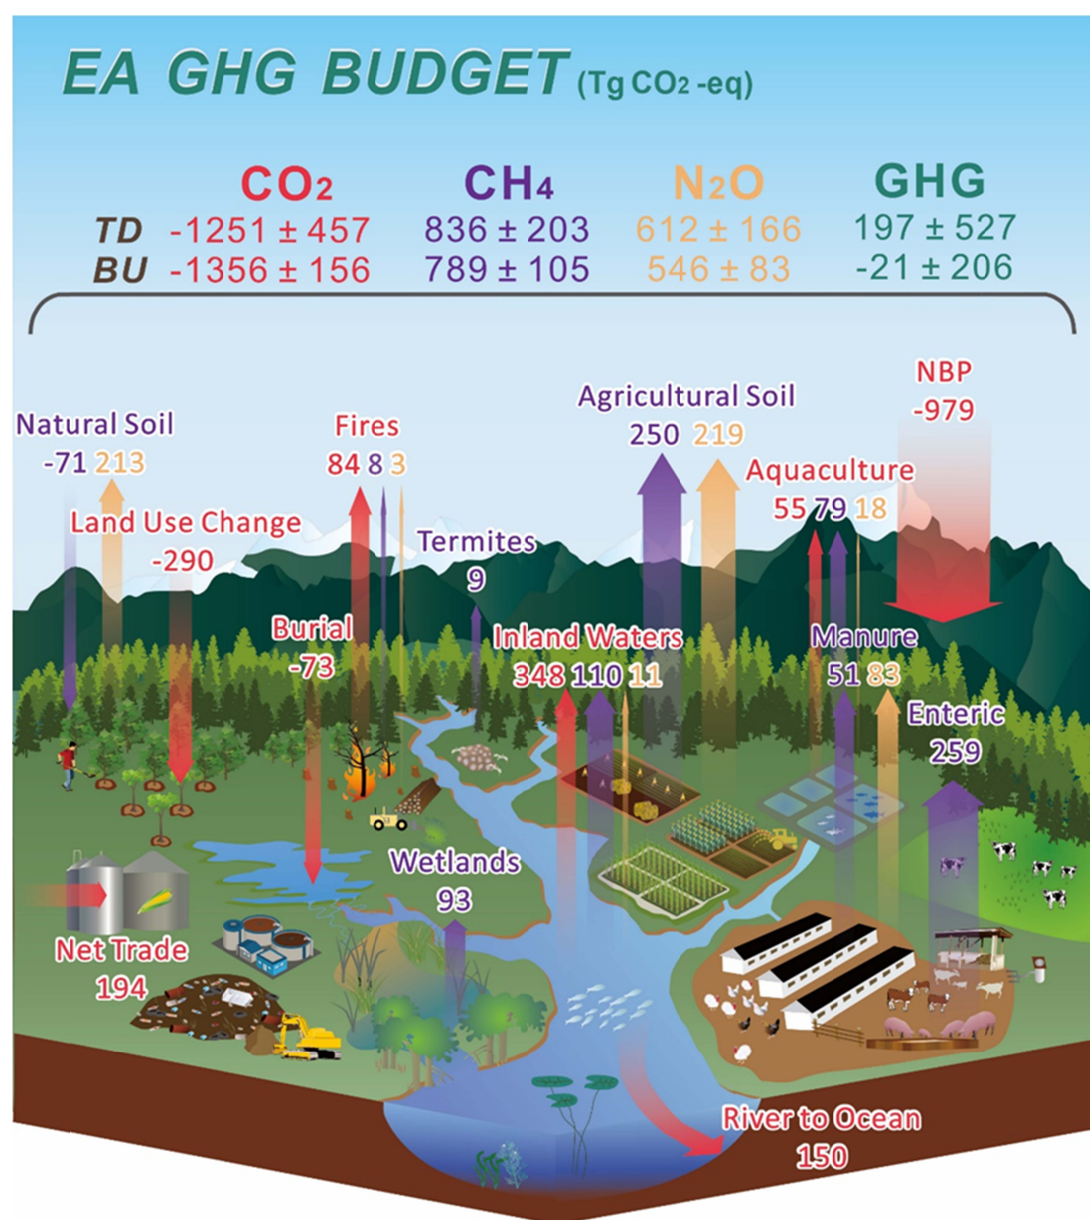 EA GHG BUDGET (Tg CO₂ -eq)
CO₂ CH₄ N₂O GHG
TD -1251 ± 457 836 ± 203 612 ± 166 197 ± 527
BU -1356 ± 156 789 ± 105 546 ± 83 -21 ± 206
NBP
-979
Agricultural Soil
250 219
Natural Soil
-71 213
Fires
84 8 3
Aquaculture
55 79 18
Land Use Change
-290
Termites
9
Burial
-73
Inland Waters
348 110 11
Manure
51 83
Enteric
259
Wetlands
93
Net Trade
194
River to Ocean
150